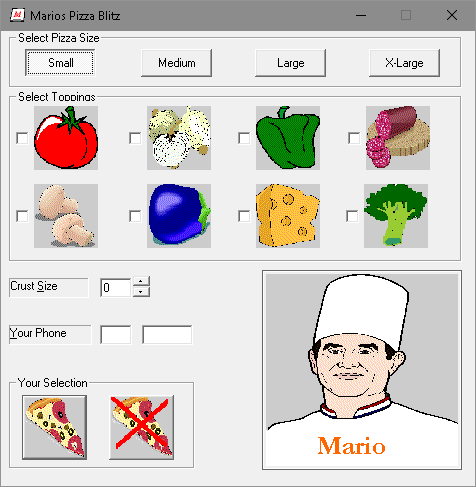 Marios Pizza Blitz
Select Pizza Size
Small Medium Large X-Large
Select Toppings
Crust Size 0
Your Phone
Your Selection
Mario